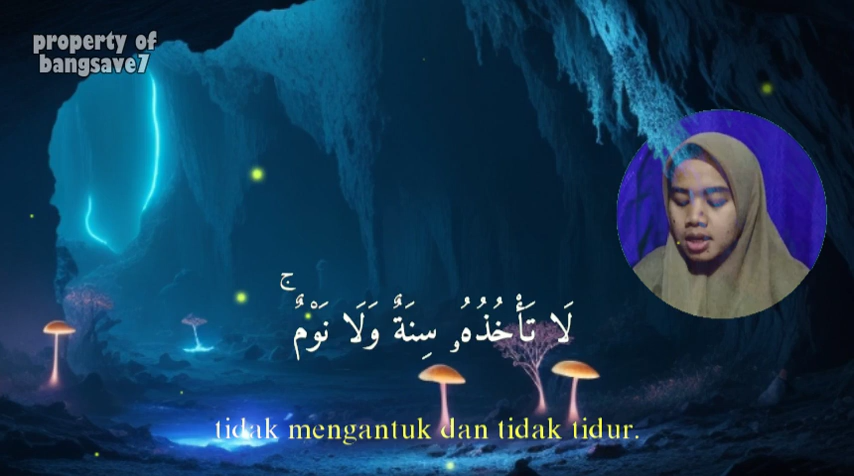 property of
bangsave7
لَا تَأْخُذُهُۥ سِنَةٌ وَلَا نَوْمٌ ۚ
tidak mengantuk dan tidak tidur.